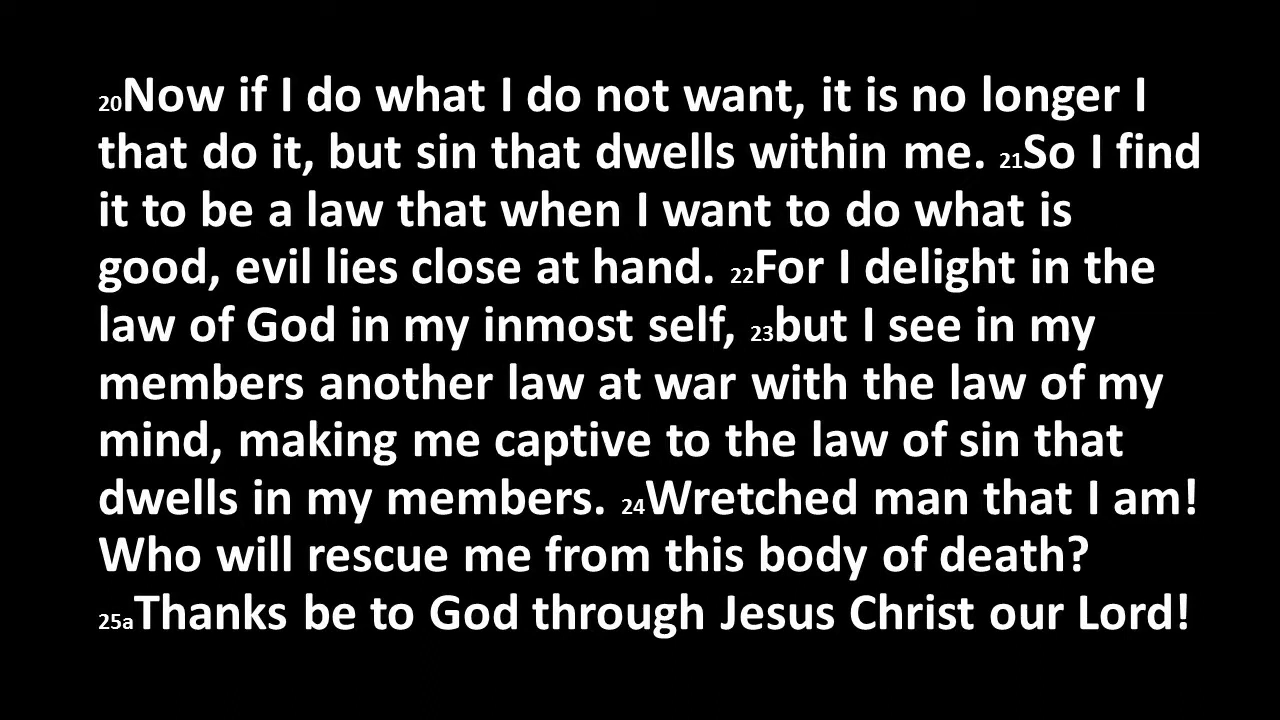 20Now if I do what I do not want, it is no longer I
that do it, but sin that dwells within me. 21So I find
it to be a law that when I want to do what is
good, evil lies close at hand. 22For I delight in the
law of God in my inmost self, 23but I see in my
members another law at war with the law of my
mind, making me captive to the law of sin that
dwells in my members. 24Wretched man that I am!
Who will rescue me from this body of death?
25aThanks be to God through Jesus Christ our Lord!